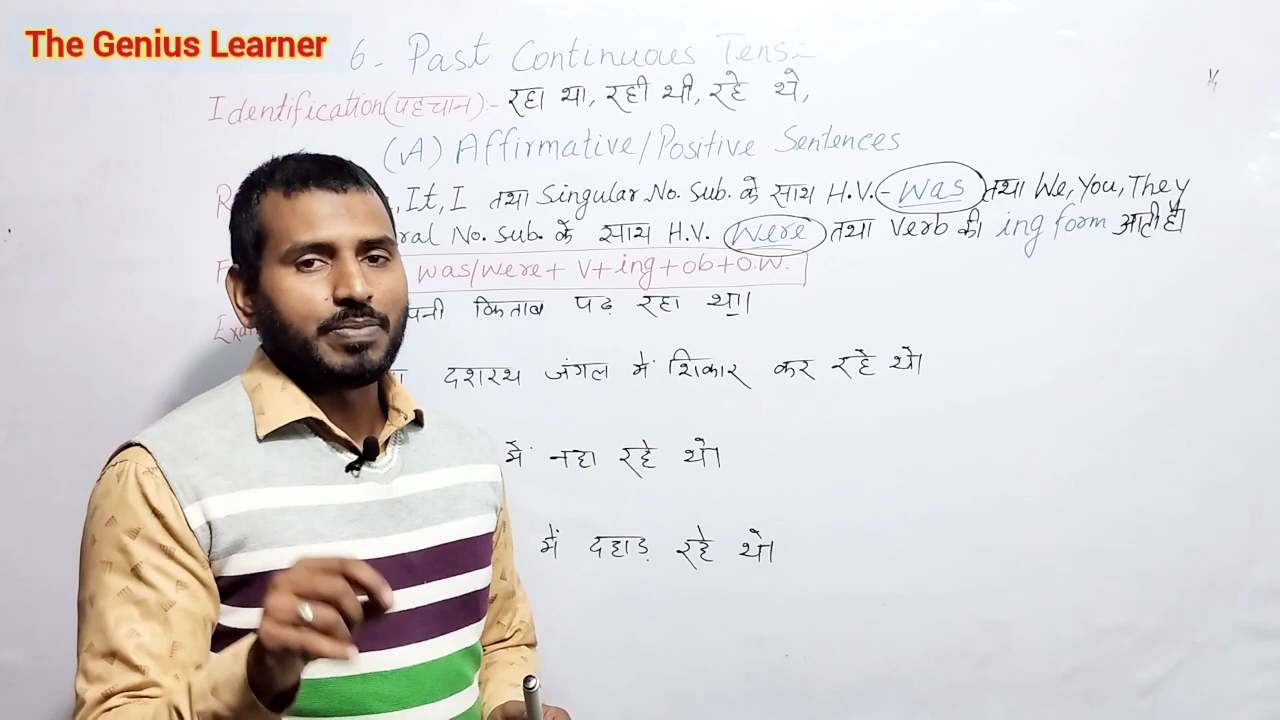 The Genius Learner
6- Past Continuous Tense
Identification(पहचान):- रहा था, रही थी, रहे थे,
(A) Affirmative/Positive Sentences
, It, I तथा Singular No. Sub. के साथ H.V.- was तथा We, You, They
No. Sub. के साथ H.V. were तथा Verb की ing form आती है।
was/were + V+ing+ob+O.W.
किताब पढ़ रहा था।
दशरथ जंगल में शिकार कर रहे थे।
में नहा रहे थे।
में दहाड़ रहे थे।